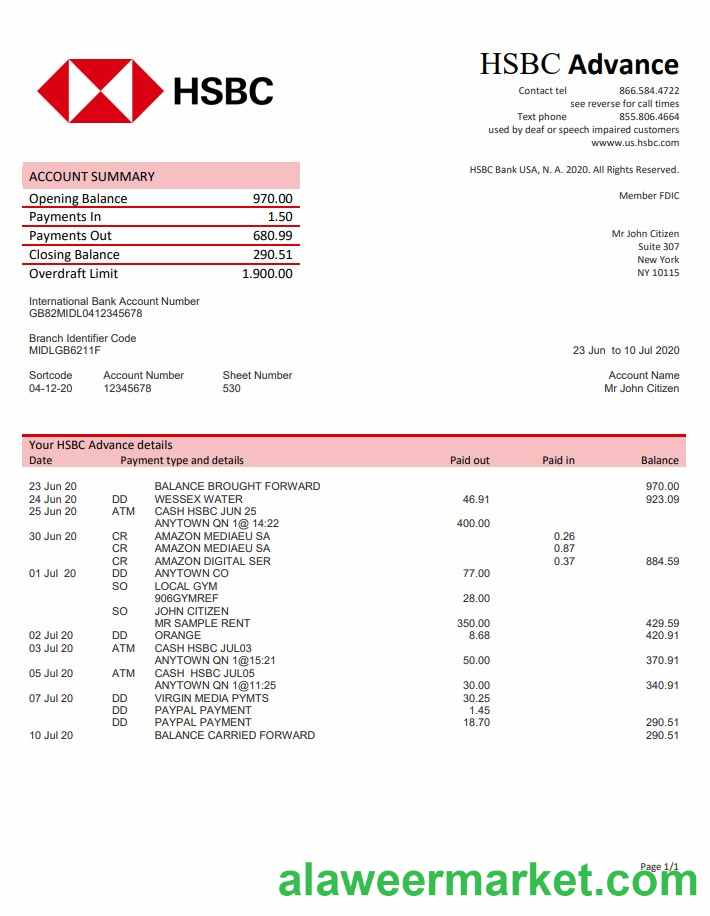 HSBC
HSBC Advance
Contact tel 866.584.4722
see reverse for call times
Text phone 855.806.4664
used by deaf or speech impaired customers
wwww.us.hsbc.com
HSBC Bank USA, N. A. 2020. All Rights Reserved.
Member FDIC
ACCOUNT SUMMARY
Opening Balance 970.00
Payments In 1.50
Payments Out 680.99
Closing Balance 290.51
Overdraft Limit 1.900.00
Mr John Citizen
Suite 307
New York
NY 10115
International Bank Account Number
GB82MIDL0412345678
Branch Identifier Code
MIDLGB6211F
23 Jun to 10 Jul 2020
Sortcode Account Number Sheet Number Account Name
04-12-20 12345678 530 Mr John Citizen
Your HSBC Advance details
Date Payment type and details Paid out Paid in Balance
23 Jun 20 BALANCE BROUGHT FORWARD 970.00
24 Jun 20 DD WESSEX WATER 46.91 923.09
25 Jun 20 ATM CASH HSBC JUN 25
ANYTOWN QN 1@ 14:22 400.00
30 Jun 20 CR AMAZON MEDIAEU SA 0.26
CR AMAZON MEDIAEU SA 0.87
CR AMAZON DIGITAL SER 0.37 884.59
01 Jul 20 DD ANYTOWN CO 77.00
SO LOCAL GYM
906GYMREF 28.00
SO JOHN CITIZEN
MR SAMPLE RENT 350.00 429.59
02 Jul 20 DD ORANGE 8.68 420.91
03 Jul 20 ATM CASH HSBC JUL03
ANYTOWN QN 1@15:21 50.00 370.91
05 Jul 20 ATM CASH HSBC JUL05
ANYTOWN QN 1@11:25 30.00 340.91
07 Jul 20 DD VIRGIN MEDIA PYMTS 30.25
DD PAYPAL PAYMENT 1.45
DD PAYPAL PAYMENT 18.70 290.51
10 Jul 20 BALANCE CARRIED FORWARD 290.51
Page 1/1
alaweermarket.com